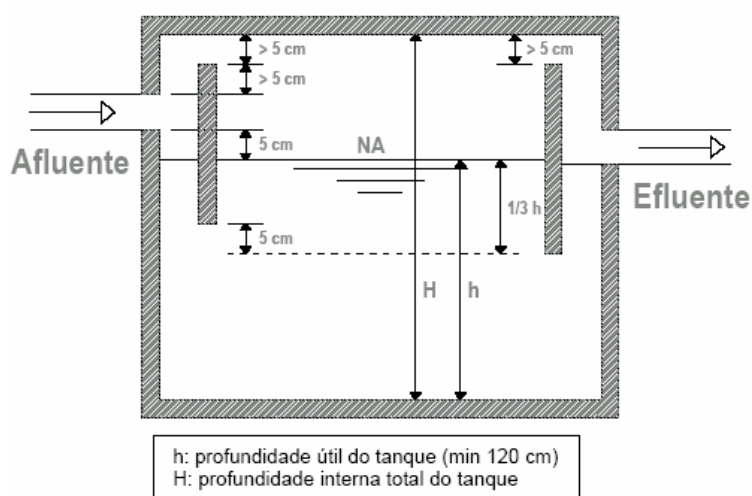 > 5 cm
> 5 cm
> 5 cm
Afluente
5 cm
NA
Efluente
1/3 h
5 cm
H
h
h: profundidade útil do tanque (min 120 cm)
H: profundidade interna total do tanque